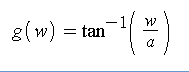 g(w) = tan⁻¹(w/a)